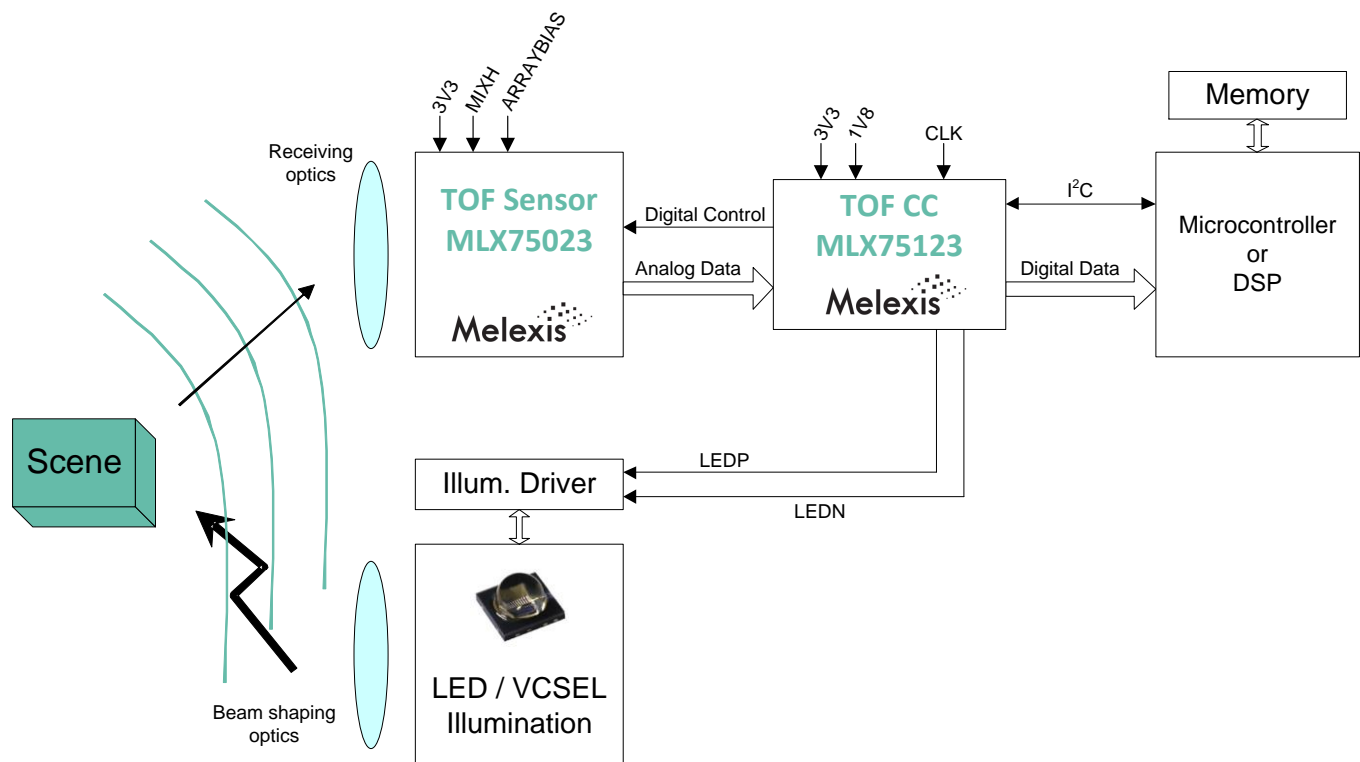 3V3
MIXH
ARRAYBIAS
3V3
1V8
CLK
Memory
Receiving
optics
TOF Sensor
MLX75023
Melexis
Digital Control
Analog Data
TOF CC
MLX75123
Melexis
I²C
Digital Data
Microcontroller
or
DSP
Scene
Illum. Driver
LEDP
LEDN
LED / VCSEL
Illumination
Beam shaping
optics